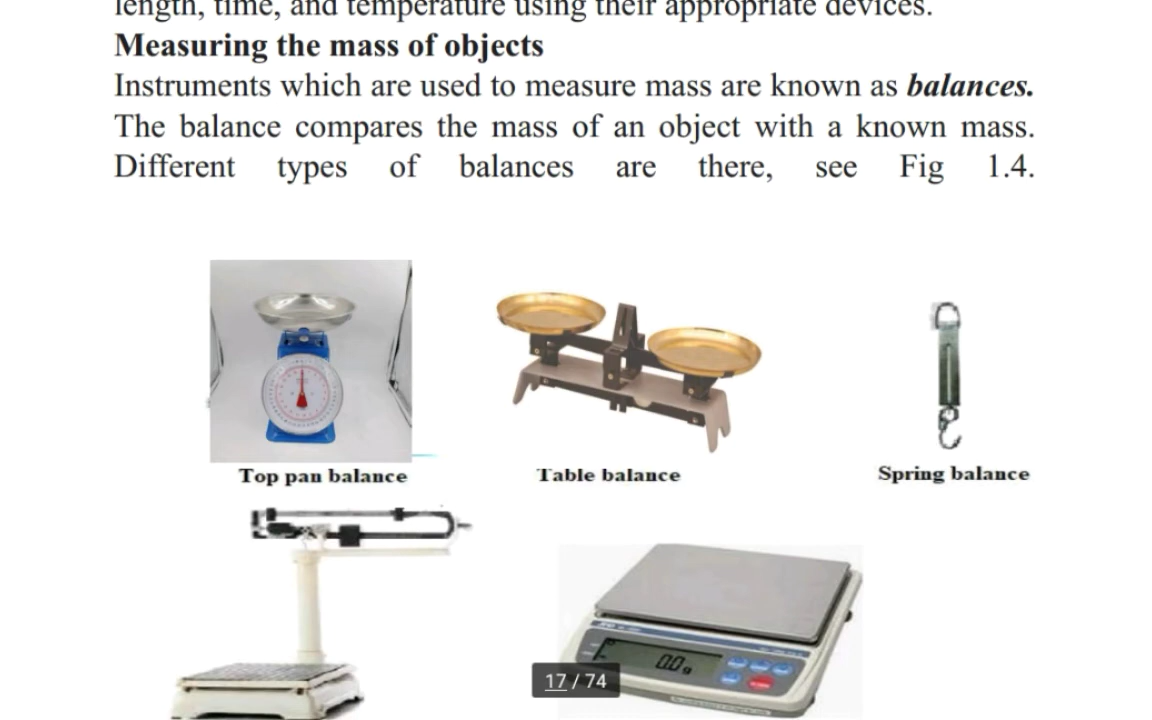 length, time, and temperature using their appropriate devices.
Measuring the mass of objects
Instruments which are used to measure mass are known as balances.
The balance compares the mass of an object with a known mass.
Different types of balances are there, see Fig 1.4.
Top pan balance
Table balance
Spring balance
0.0 g
17 / 74